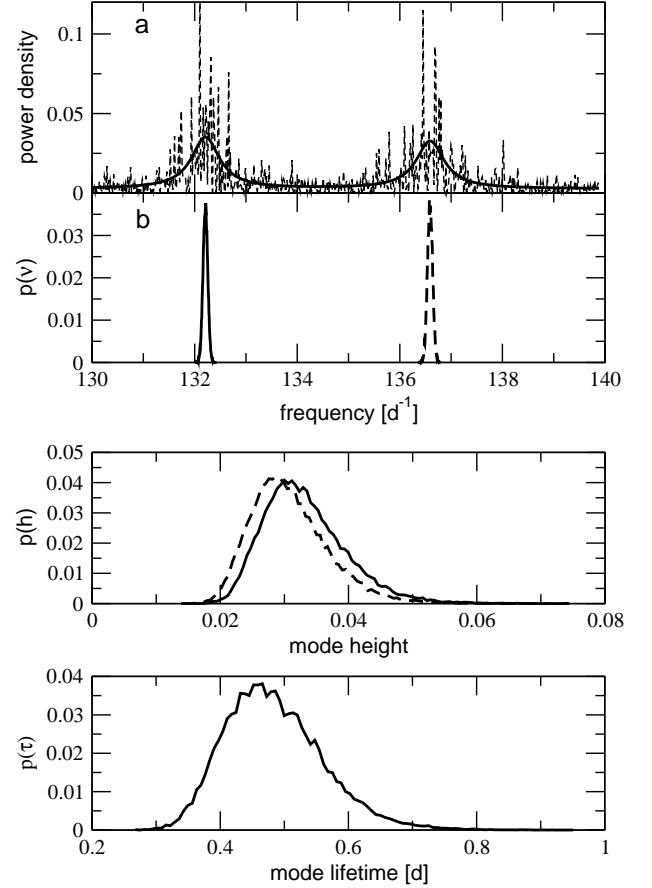 a
power density
0.1
0.05
0
b
p(ν)
0.03
0.02
0.01
0
130 132 134 136 138 140
frequency [d⁻¹]
p(h)
0.05
0.04
0.03
0.02
0.01
0
0 0.02 0.04 0.06 0.08
mode height
p(τ)
0.04
0.03
0.02
0.01
0
0.2 0.4 0.6 0.8 1
mode lifetime [d]